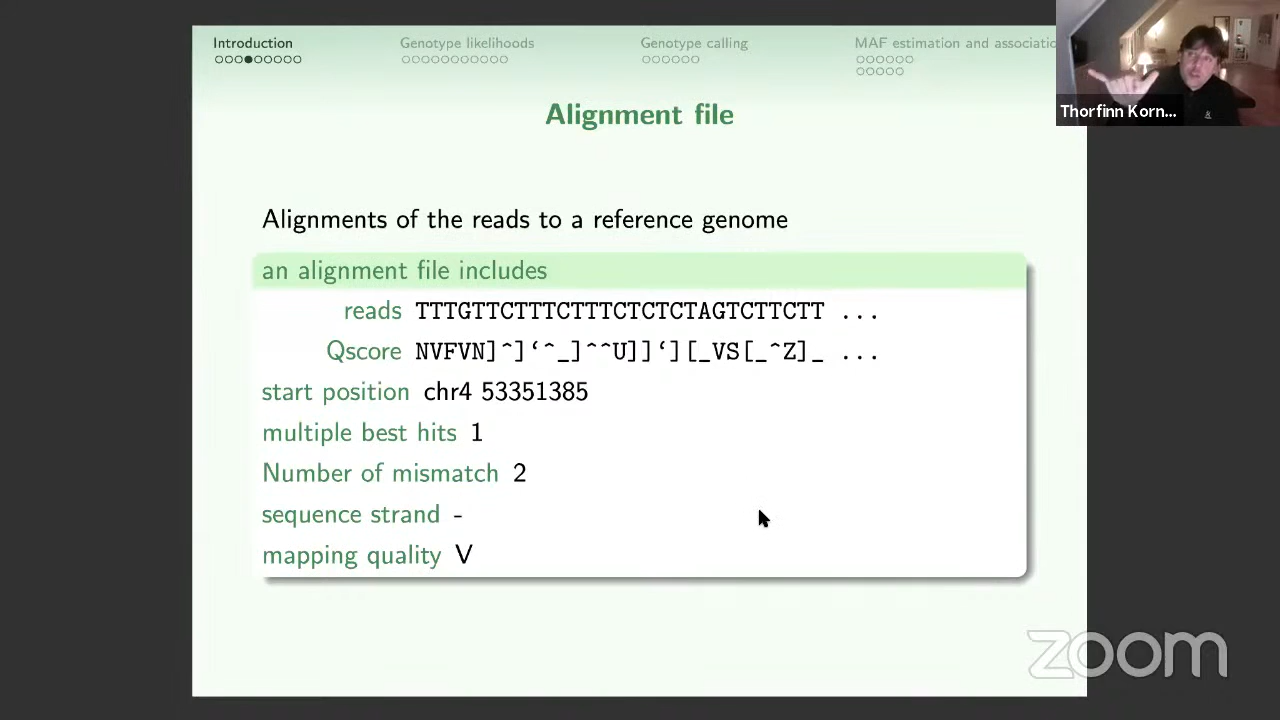 Introduction
Genotype likelihoods
Genotype calling
MAF estimation and associatio
Thorfinn Korn...
Alignment file
Alignments of the reads to a reference genome
an alignment file includes
reads TTTGTTCTTTCTTTCTCTCTAGTCTTCTT ...
Qscore NVFVN]^]‘^_]^^U]]‘][_VS[_^Z]_ ...
start position chr4 53351385
multiple best hits 1
Number of mismatch 2
sequence strand -
mapping quality V
zoom